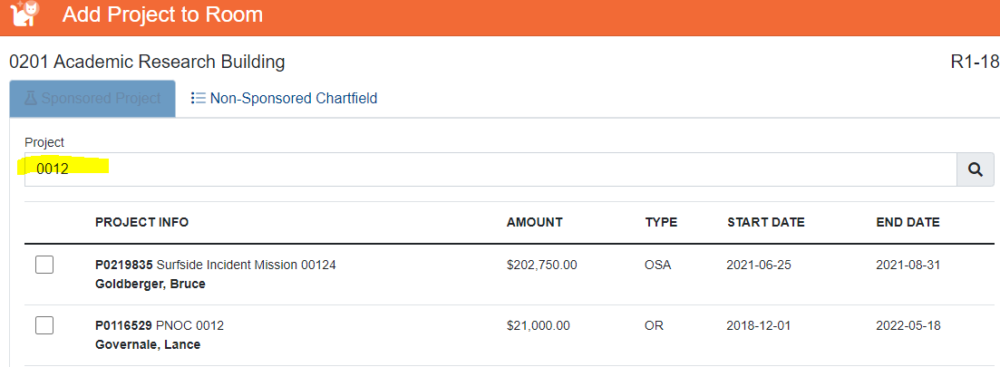 Add Project to Room
0201 Academic Research Building R1-18
Sponsored Project Non-Sponsored Chartfield
Project
0012
PROJECT INFO AMOUNT TYPE START DATE END DATE
P0219835 Surfside Incident Mission 00124 $202,750.00 OSA 2021-06-25 2021-08-31
Goldberger, Bruce
P0116529 PNOC 0012 $21,000.00 OR 2018-12-01 2022-05-18
Governale, Lance